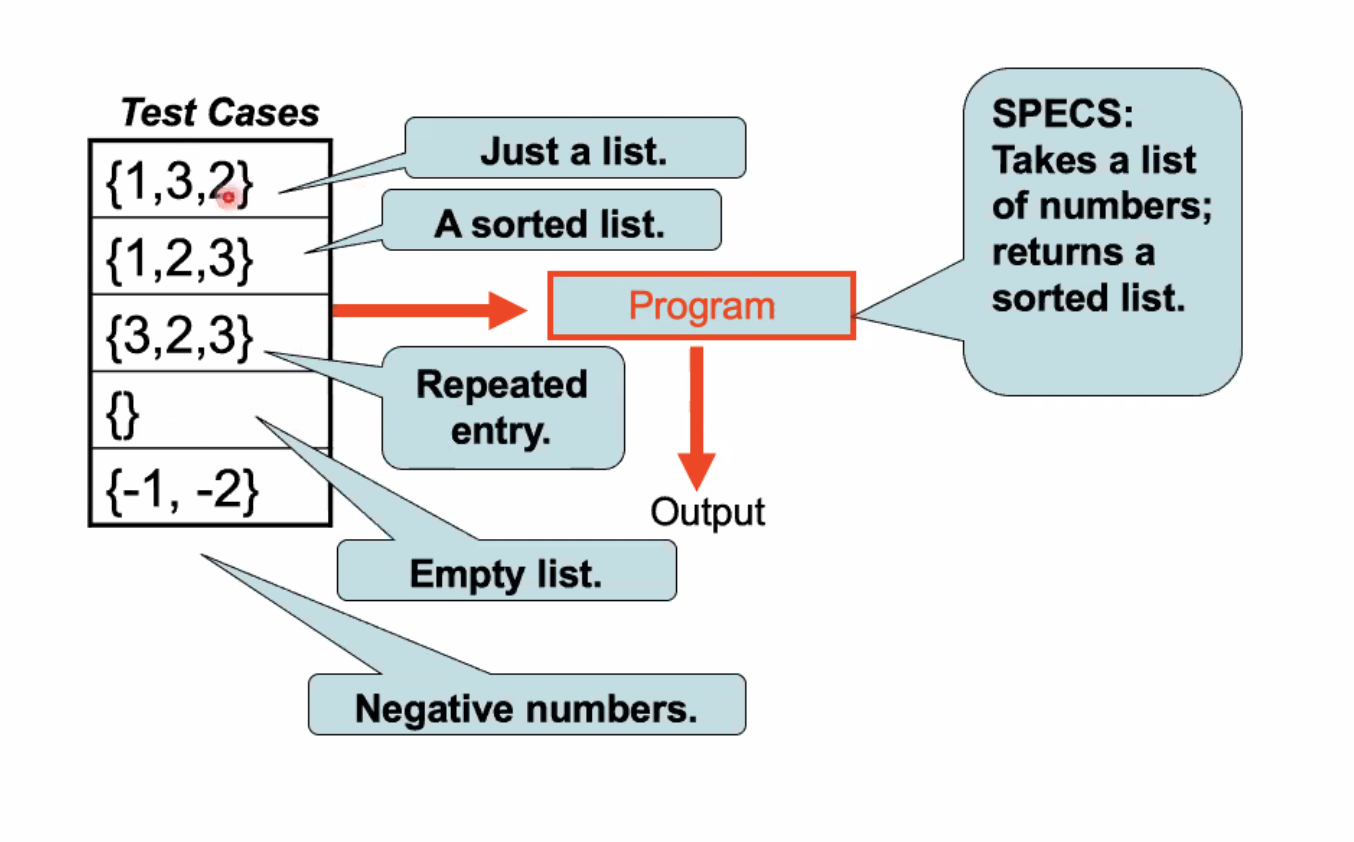 Test Cases
{1,3,2}
{1,2,3}
{3,2,3}
{}
{-1, -2}
Just a list.
A sorted list.
Repeated
entry.
Empty list.
Negative numbers.
Program
Output
SPECS:
Takes a list
of numbers;
returns a
sorted list.